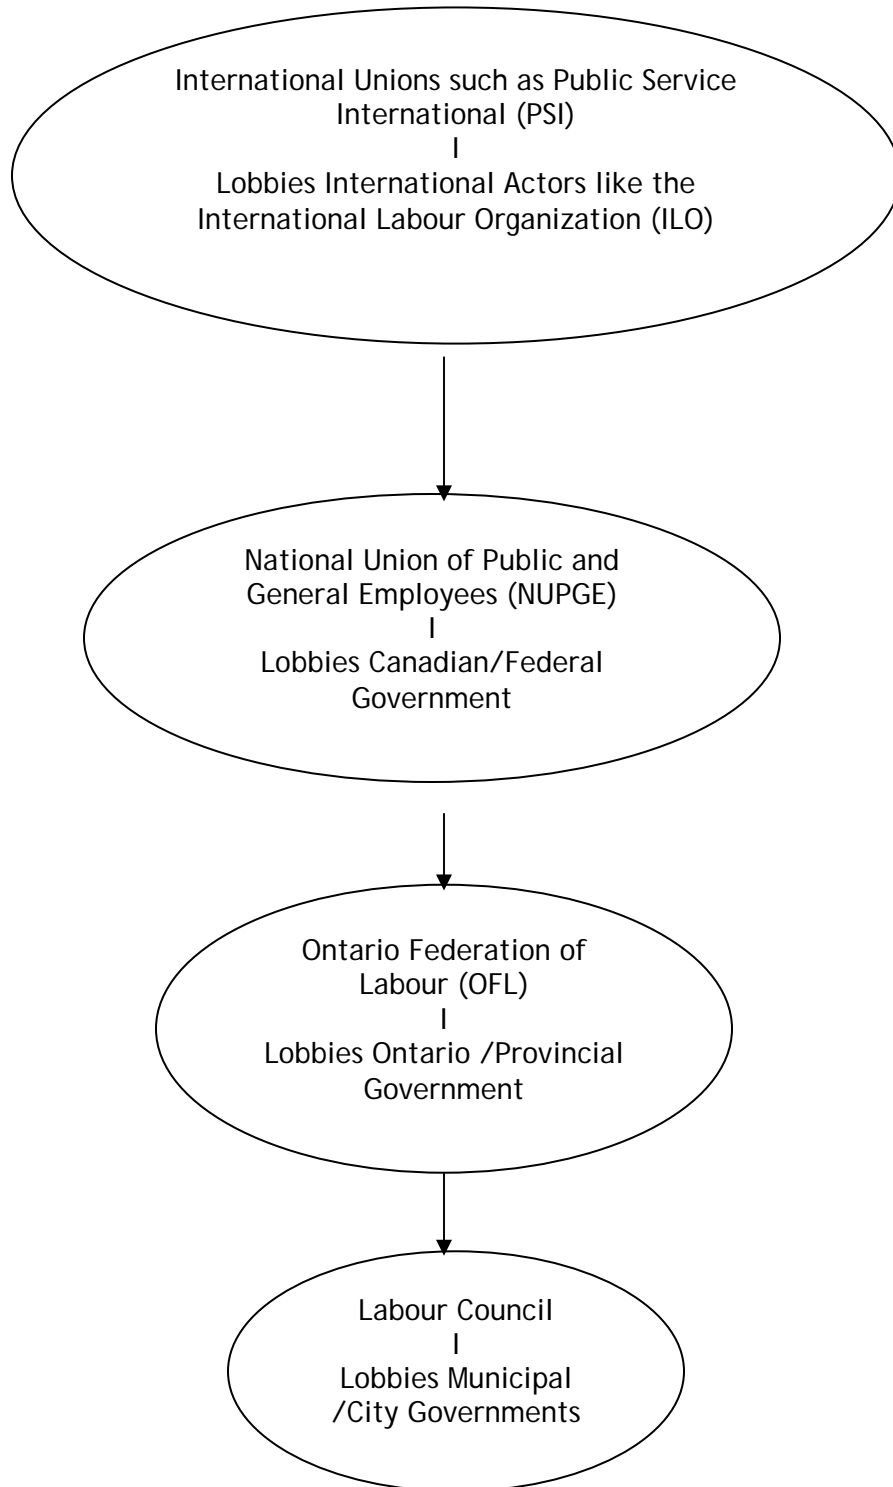 International Unions such as Public Service
International (PSI)
I
Lobbies International Actors like the
International Labour Organization (ILO)
National Union of Public and
General Employees (NUPGE)
I
Lobbies Canadian/Federal
Government
Ontario Federation of
Labour (OFL)
I
Lobbies Ontario /Provincial
Government
Labour Council
I
Lobbies Municipal
/City Governments